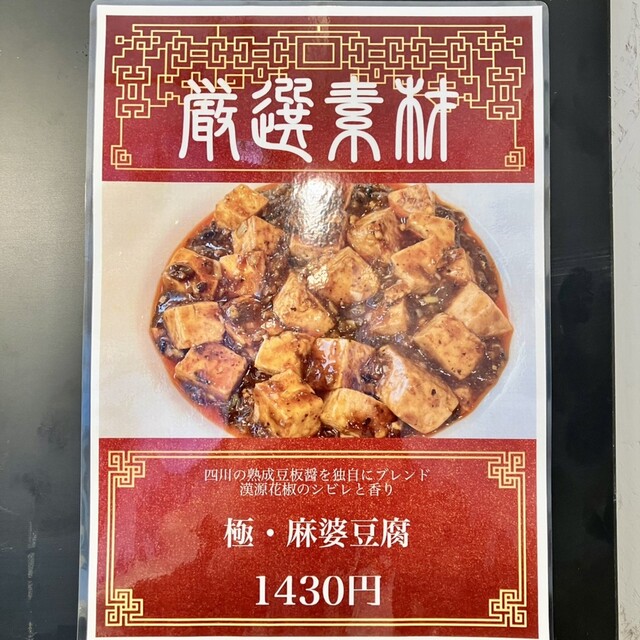 厳選素材
四川の熟成豆板醤を独自にブレンド
漢源花椒のシビレと香り
極・麻婆豆腐
1430円